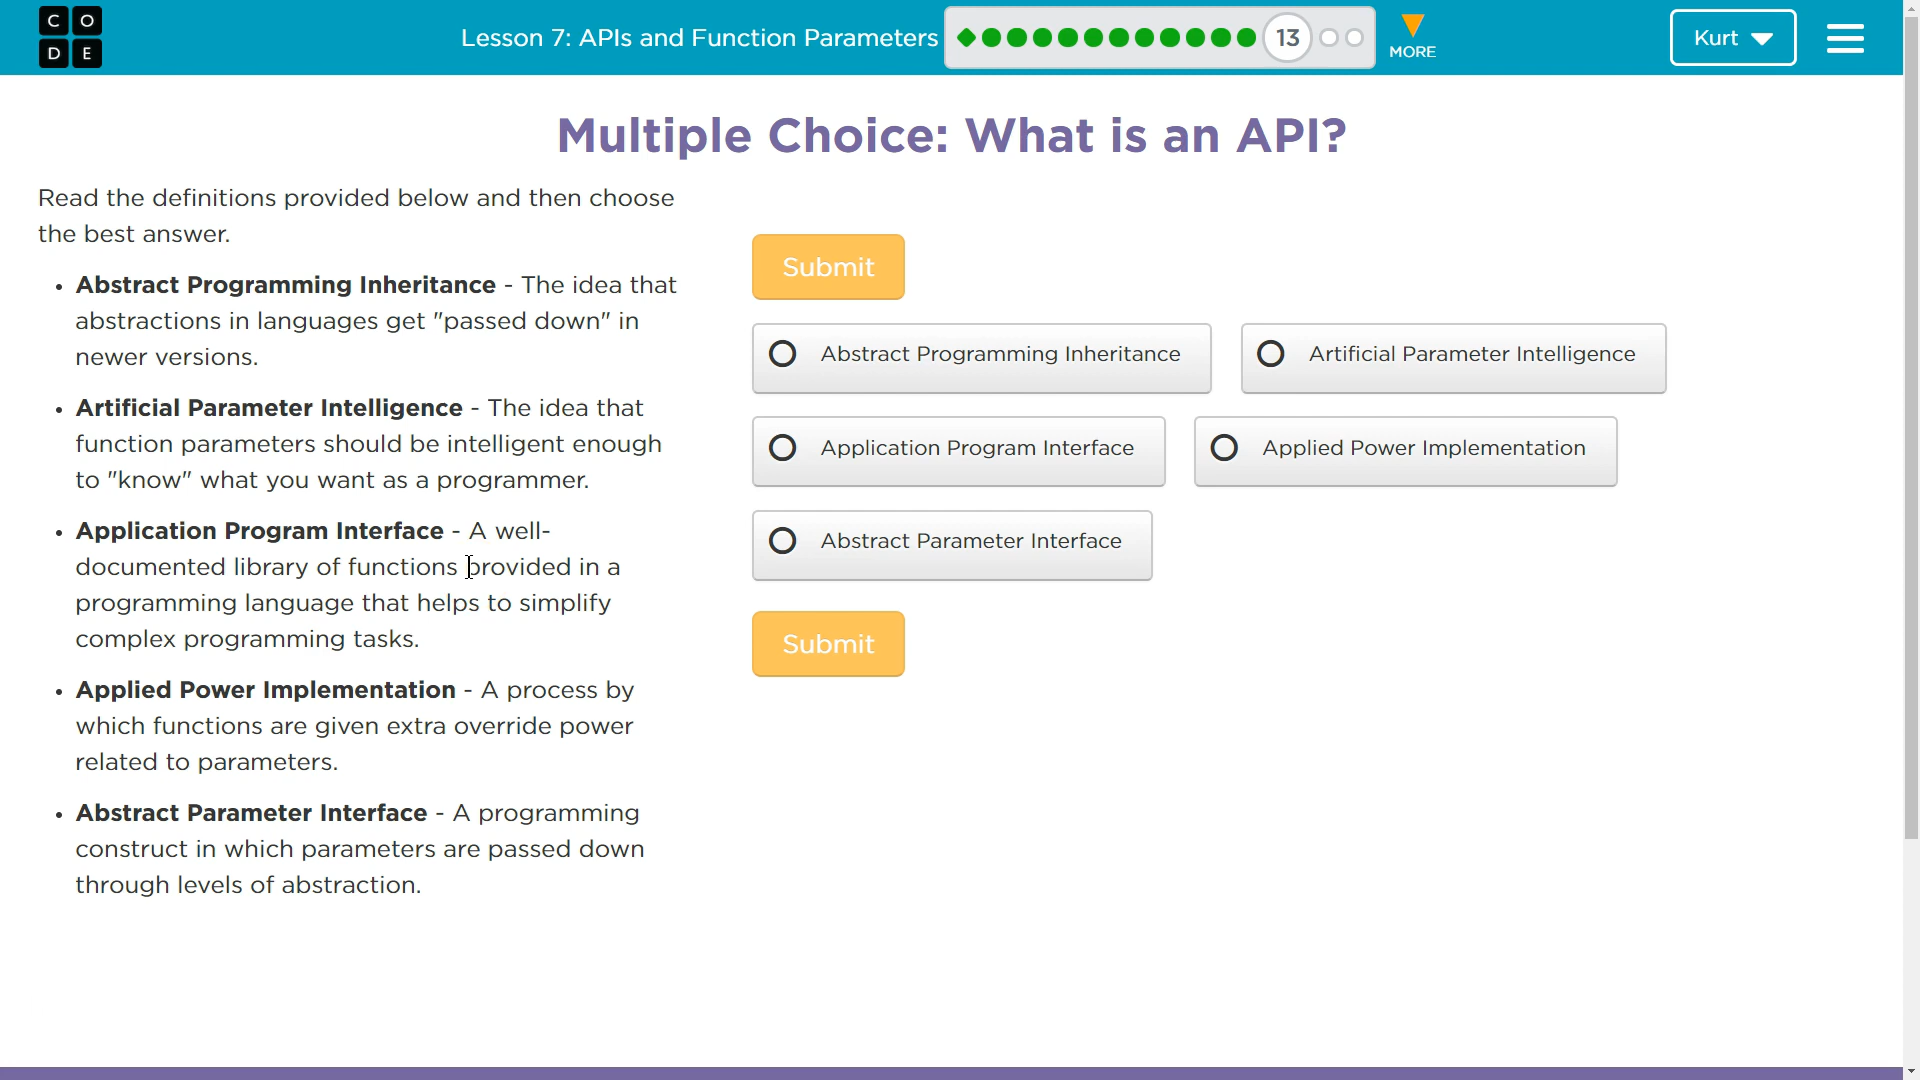 C O
D E
Lesson 7: APIs and Function Parameters
13
MORE
Kurt
Multiple Choice: What is an API?
Read the definitions provided below and then choose
the best answer.
• Abstract Programming Inheritance - The idea that
abstractions in languages get "passed down" in
newer versions.
• Artificial Parameter Intelligence - The idea that
function parameters should be intelligent enough
to "know" what you want as a programmer.
• Application Program Interface - A well-
documented library of functions provided in a
programming language that helps to simplify
complex programming tasks.
• Applied Power Implementation - A process by
which functions are given extra override power
related to parameters.
• Abstract Parameter Interface - A programming
construct in which parameters are passed down
through levels of abstraction.
Submit
Abstract Programming Inheritance
Artificial Parameter Intelligence
Application Program Interface
Applied Power Implementation
Abstract Parameter Interface
Submit